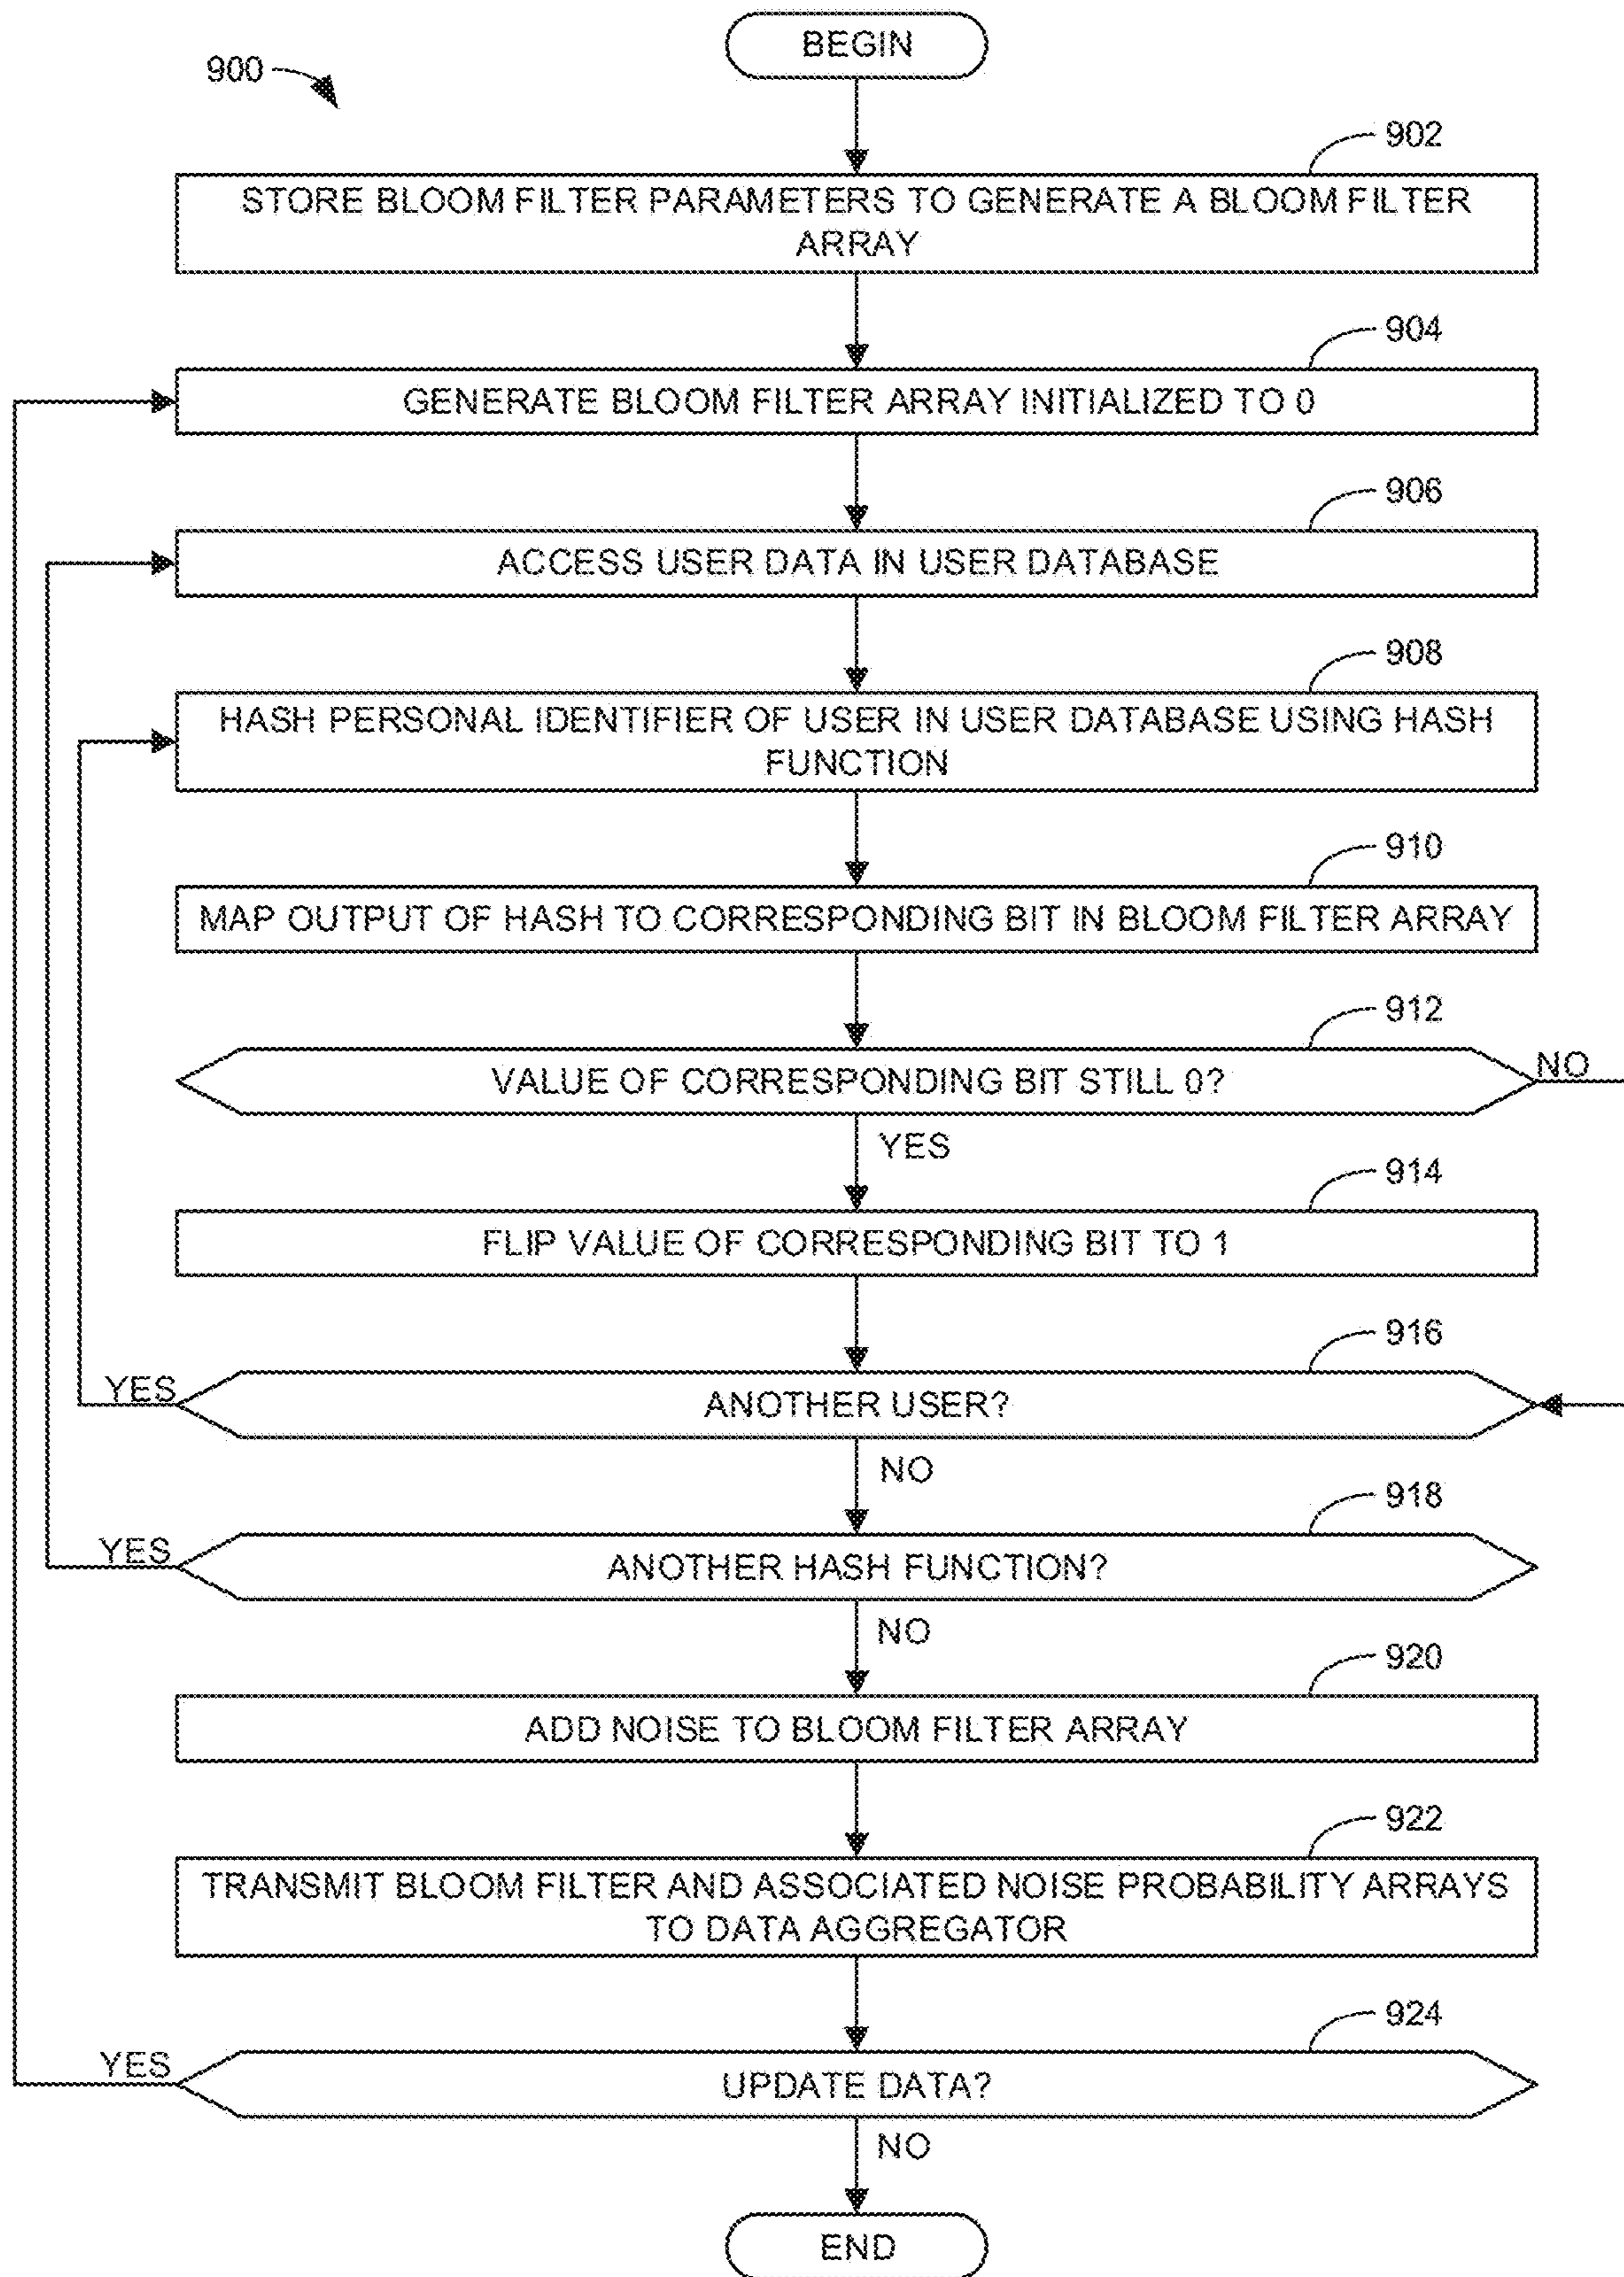 BEGIN
900
902
STORE BLOOM FILTER PARAMETERS TO GENERATE A BLOOM FILTER
ARRAY
904
GENERATE BLOOM FILTER ARRAY INITIALIZED TO 0
906
ACCESS USER DATA IN USER DATABASE
908
HASH PERSONAL IDENTIFIER OF USER IN USER DATABASE USING HASH
FUNCTION
910
MAP OUTPUT OF HASH TO CORRESPONDING BIT IN BLOOM FILTER ARRAY
912
VALUE OF CORRESPONDING BIT STILL 0?
NO
YES
914
FLIP VALUE OF CORRESPONDING BIT TO 1
916
YES
ANOTHER USER?
NO
918
YES
ANOTHER HASH FUNCTION?
NO
920
ADD NOISE TO BLOOM FILTER ARRAY
922
TRANSMIT BLOOM FILTER AND ASSOCIATED NOISE PROBABILITY ARRAYS
TO DATA AGGREGATOR
924
YES
UPDATE DATA?
NO
END